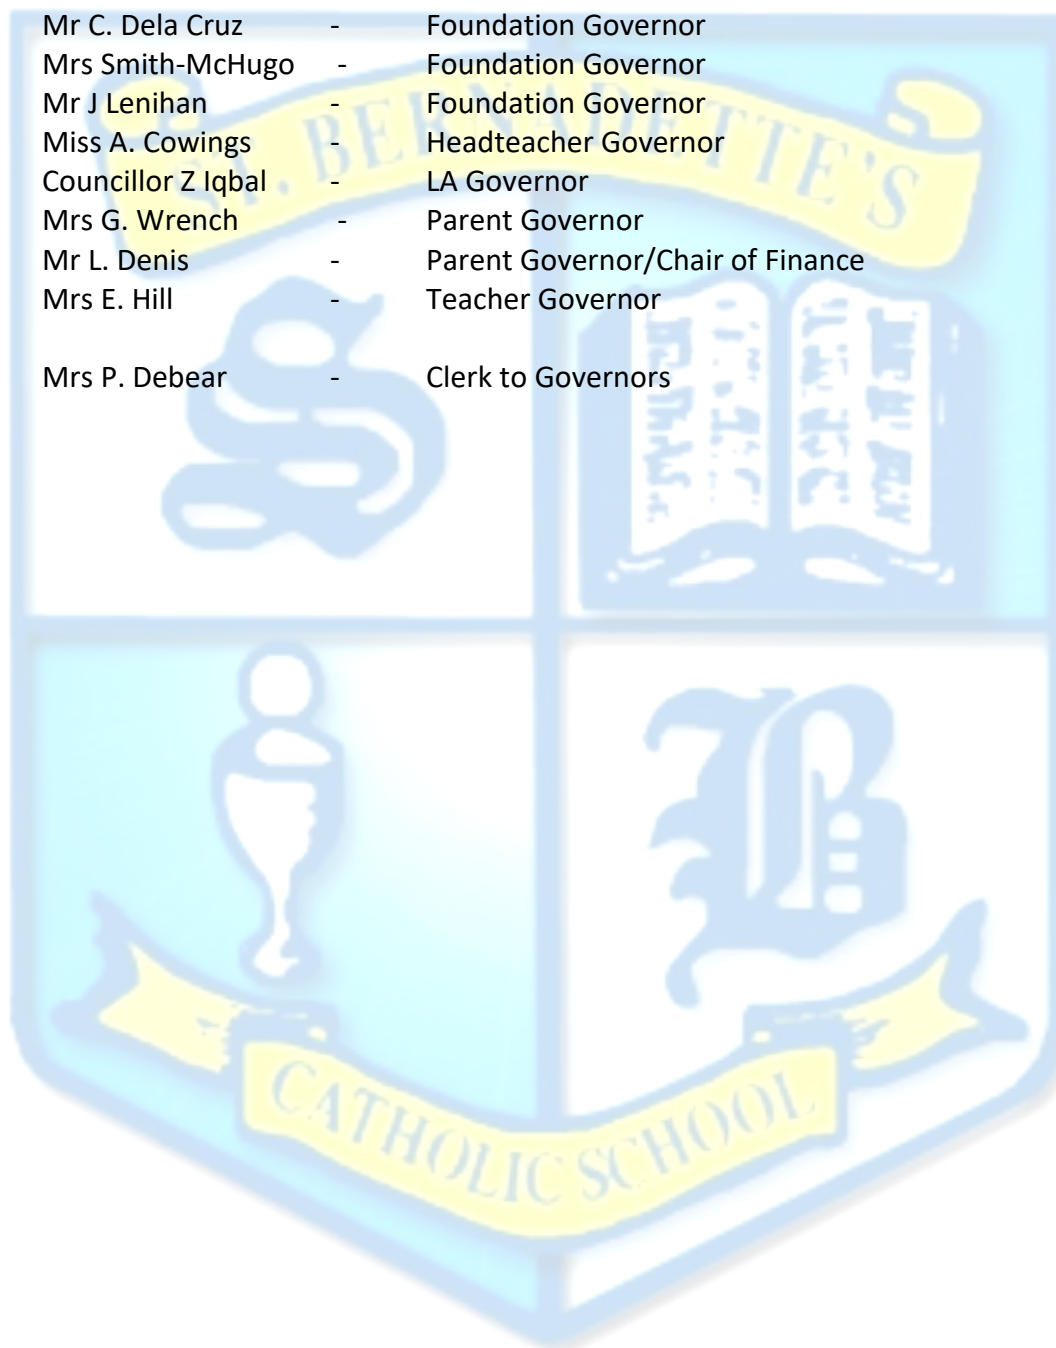 Mr C. Dela Cruz - Foundation Governor
Mrs Smith-McHugo - Foundation Governor
Mr J Lenihan - Foundation Governor
Miss A. Cowings - Headteacher Governor
Councillor Z Iqbal - LA Governor
Mrs G. Wrench - Parent Governor
Mr L. Denis - Parent Governor/Chair of Finance
Mrs E. Hill - Teacher Governor
Mrs P. Debear - Clerk to Governors
ST. BERNADETTE'S
S
B
CATHOLIC SCHOOL